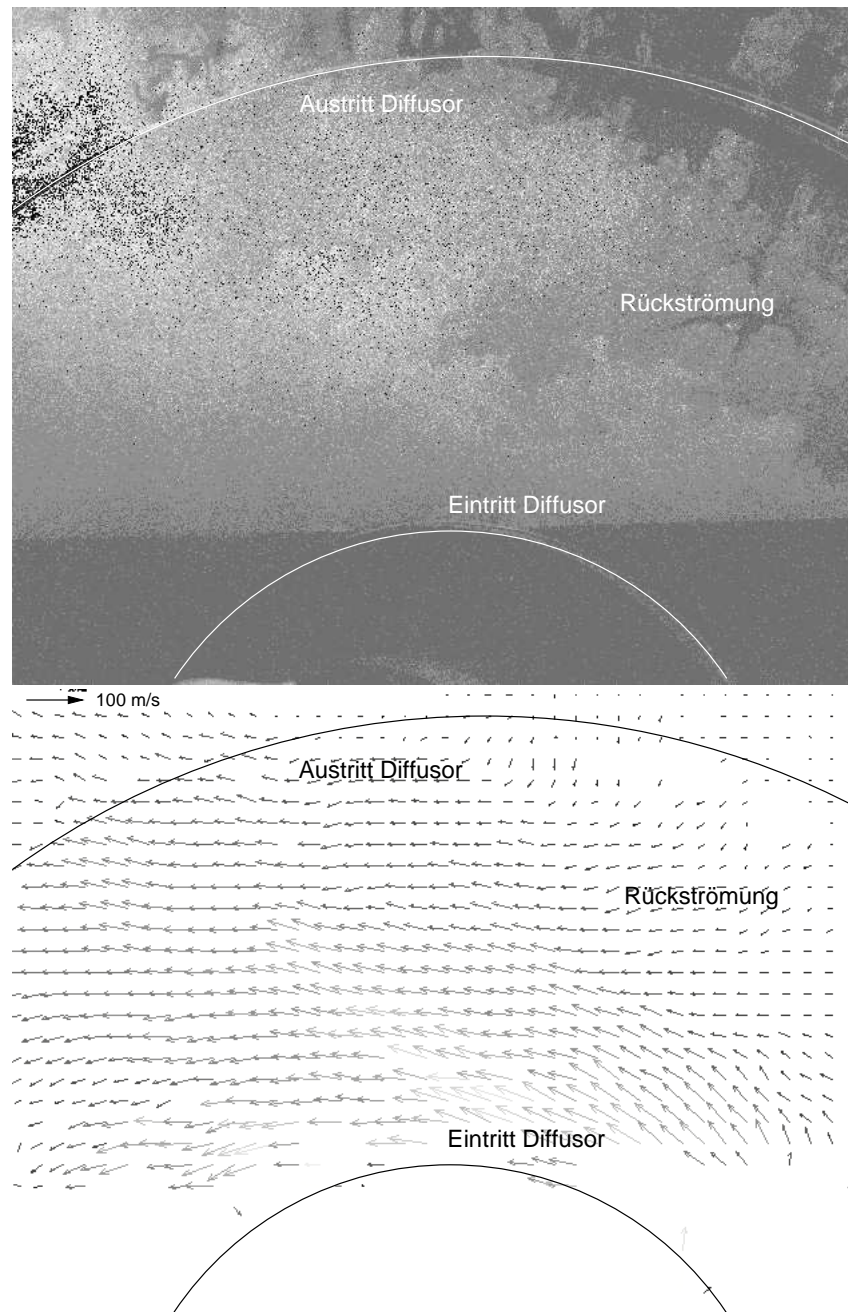 Austritt Diffusor
Rückströmung
Eintritt Diffusor
100 m/s
Austritt Diffusor
Rückströmung
Eintritt Diffusor